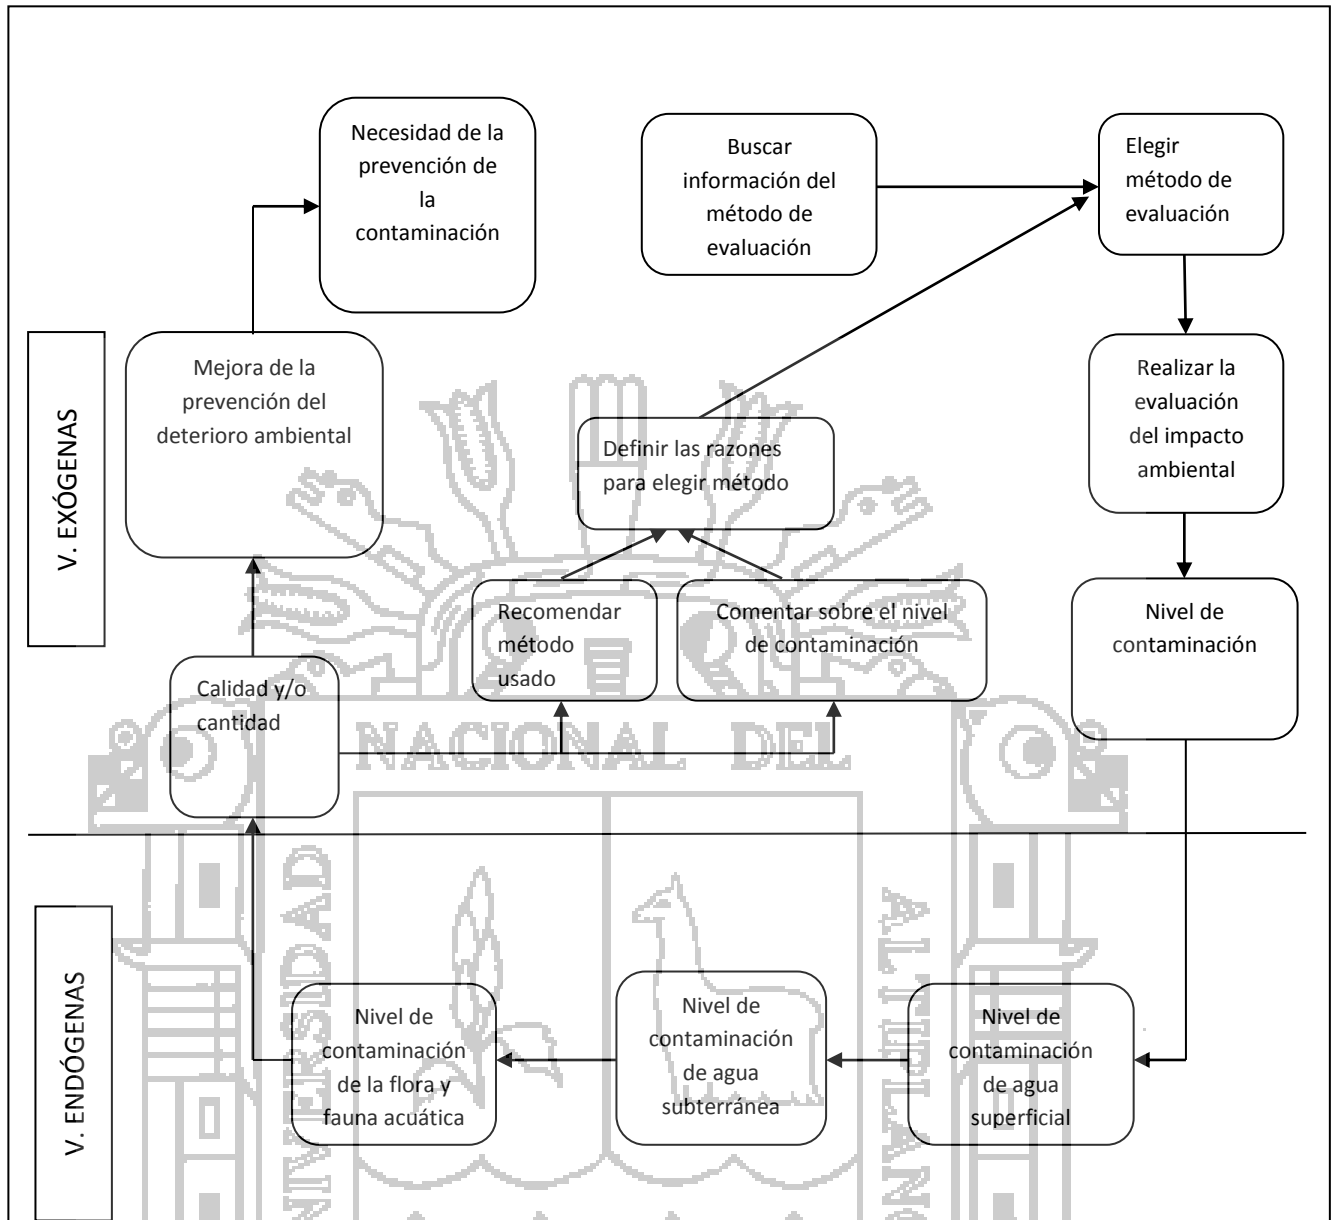 Necesidad de la
prevención de
la
contaminación
Buscar
información del
método de
evaluación
Elegir
método de
evaluación
V. EXÓGENAS
Mejora de la
prevención del
deterioro ambiental
Definir las razones
para elegir método
Realizar la
evaluación
del impacto
ambiental
Recomendar
método
usado
Comentar sobre el nivel
de contaminación
Nivel de
contaminación
Calidad y/o
cantidad
NACIONAL DEL
UNIVERSIDAD
ALTIPLANO
V. ENDÓGENAS
Nivel de
contaminación
de la flora y
fauna acuática
Nivel de
contaminación
de agua
subterránea
Nivel de
contaminación
de agua
superficial